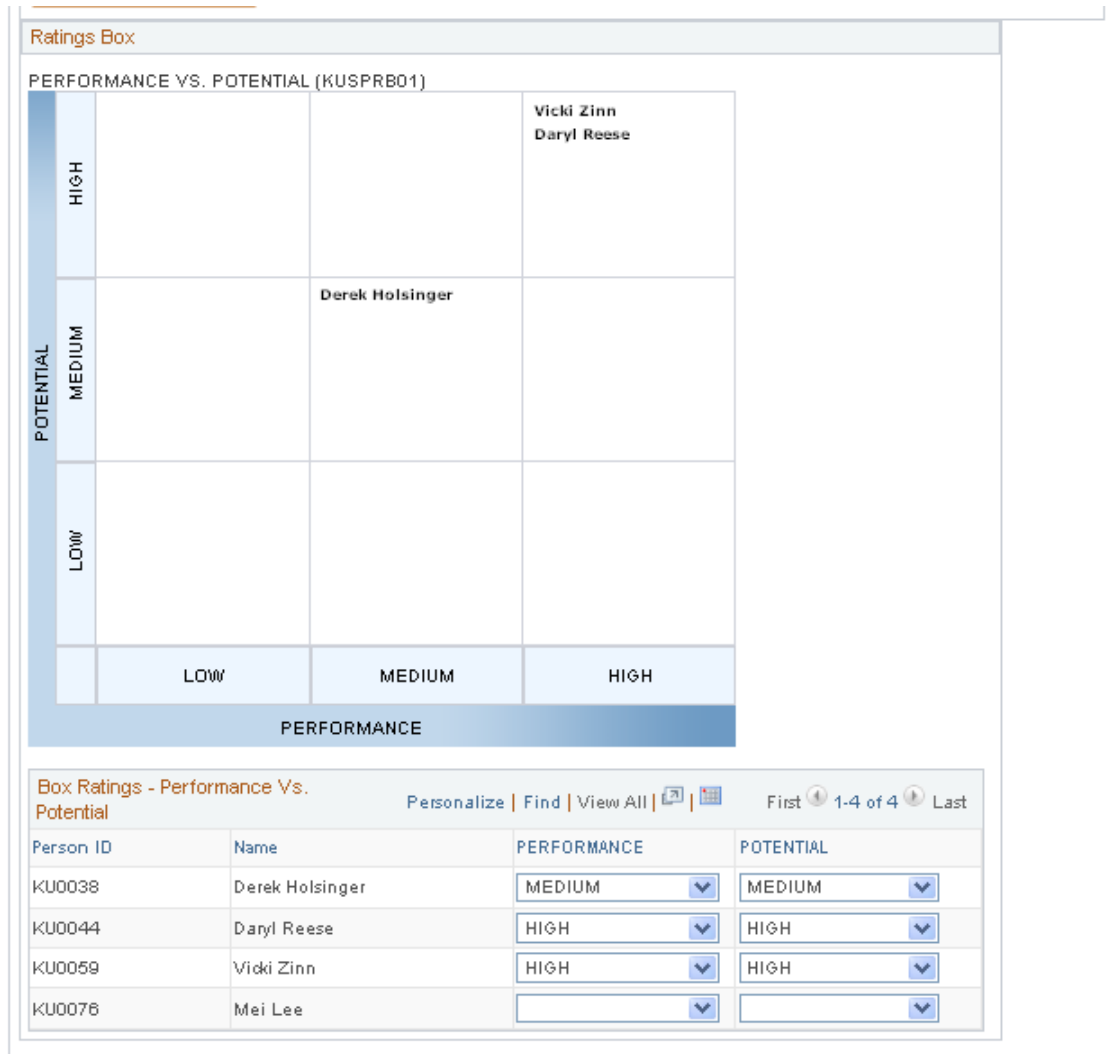 Ratings Box
PERFORMANCE VS. POTENTIAL (KUSPRB01)
Vicki Zinn
Daryl Reese
HIGH
Derek Holsinger
MEDIUM
POTENTIAL
LOW
LOW MEDIUM HIGH
PERFORMANCE
Box Ratings - Performance Vs.
Potential
Personalize | Find | View All | | First 1-4 of 4 Last
Person ID Name PERFORMANCE POTENTIAL
KU0038 Derek Holsinger MEDIUM MEDIUM
KU0044 Daryl Reese HIGH HIGH
KU0059 Vicki Zinn HIGH HIGH
KU0076 Mei Lee